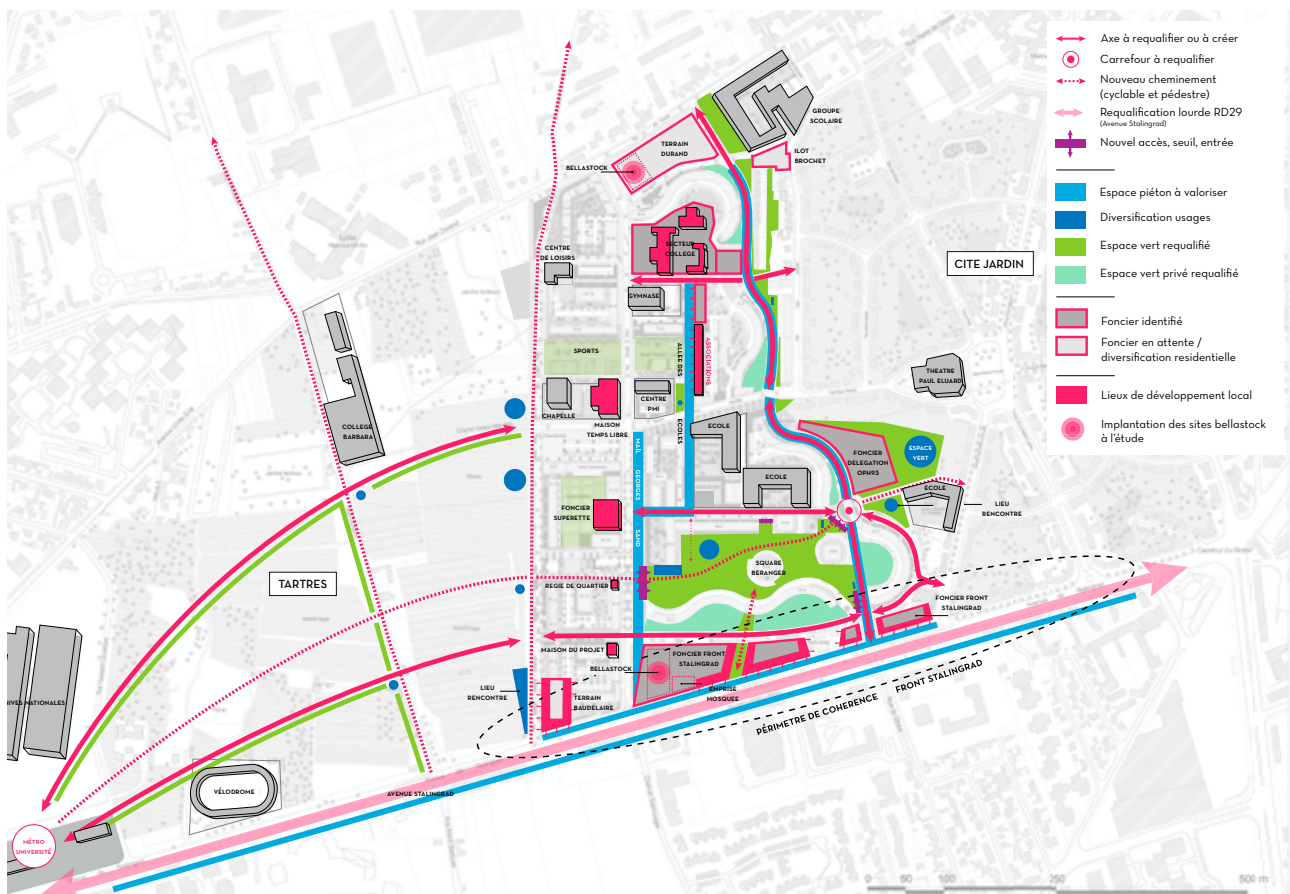 Axe à requalifier ou à créer
Carrefour à requalifier
Nouveau cheminement
(cyclable et pédestre)
Requalification lourde RD29
(Avenue Stalingrad)
Nouvel accès, seuil, entrée
Espace piéton à valoriser
Diversification usages
Espace vert requalifié
Espace vert privé requalifié
Foncier identifié
Foncier en attente /
diversification residentielle
Lieux de développement local
Implantation des sites bellastock
à l'étude
GROUPE
SCOLAIRE
TERRAIN
DURAND
ILOT
BROCHET
BELLASTOCK
SECTEUR
COLLEGE
CENTRE
DE LOISIRS
CITE JARDIN
GYMNASE
ASSOCIATIONS
SPORTS
ALLEE DES
ECOLES
THEATRE
PAUL ELUARD
CENTRE
PMI
CHAPELLE
MAISON
TEMPS LIBRE
COLLEGE
BARBARA
ECOLE
MAIL GEORGES SAND
FONCIER
DELEGATION
OPH93
ESPACE
VERT
ECOLE
ECOLE
LIEU
RENCONTRE
FONCIER
SUPERETTE
TARTRES
SQUARE
BERANGER
REGIE DE QUARTIER
FONCIER FRONT
STALINGRAD
MAISON DU PROJET
FONCIER FRONT
STALINGRAD
BELLASTOCK
EMPRISE
MOSQUEE
LIEU
RENCONTRE
TERRAIN
BAUDELAIRE
PÉRIMETRE DE COHERENCE
FRONT STALINGRAD
IVES NATIONALES
VÉLODROME
AVENUE STALINGRAD
MÉTRO
UNIVERSITÉ
0 50 100 250 500 m